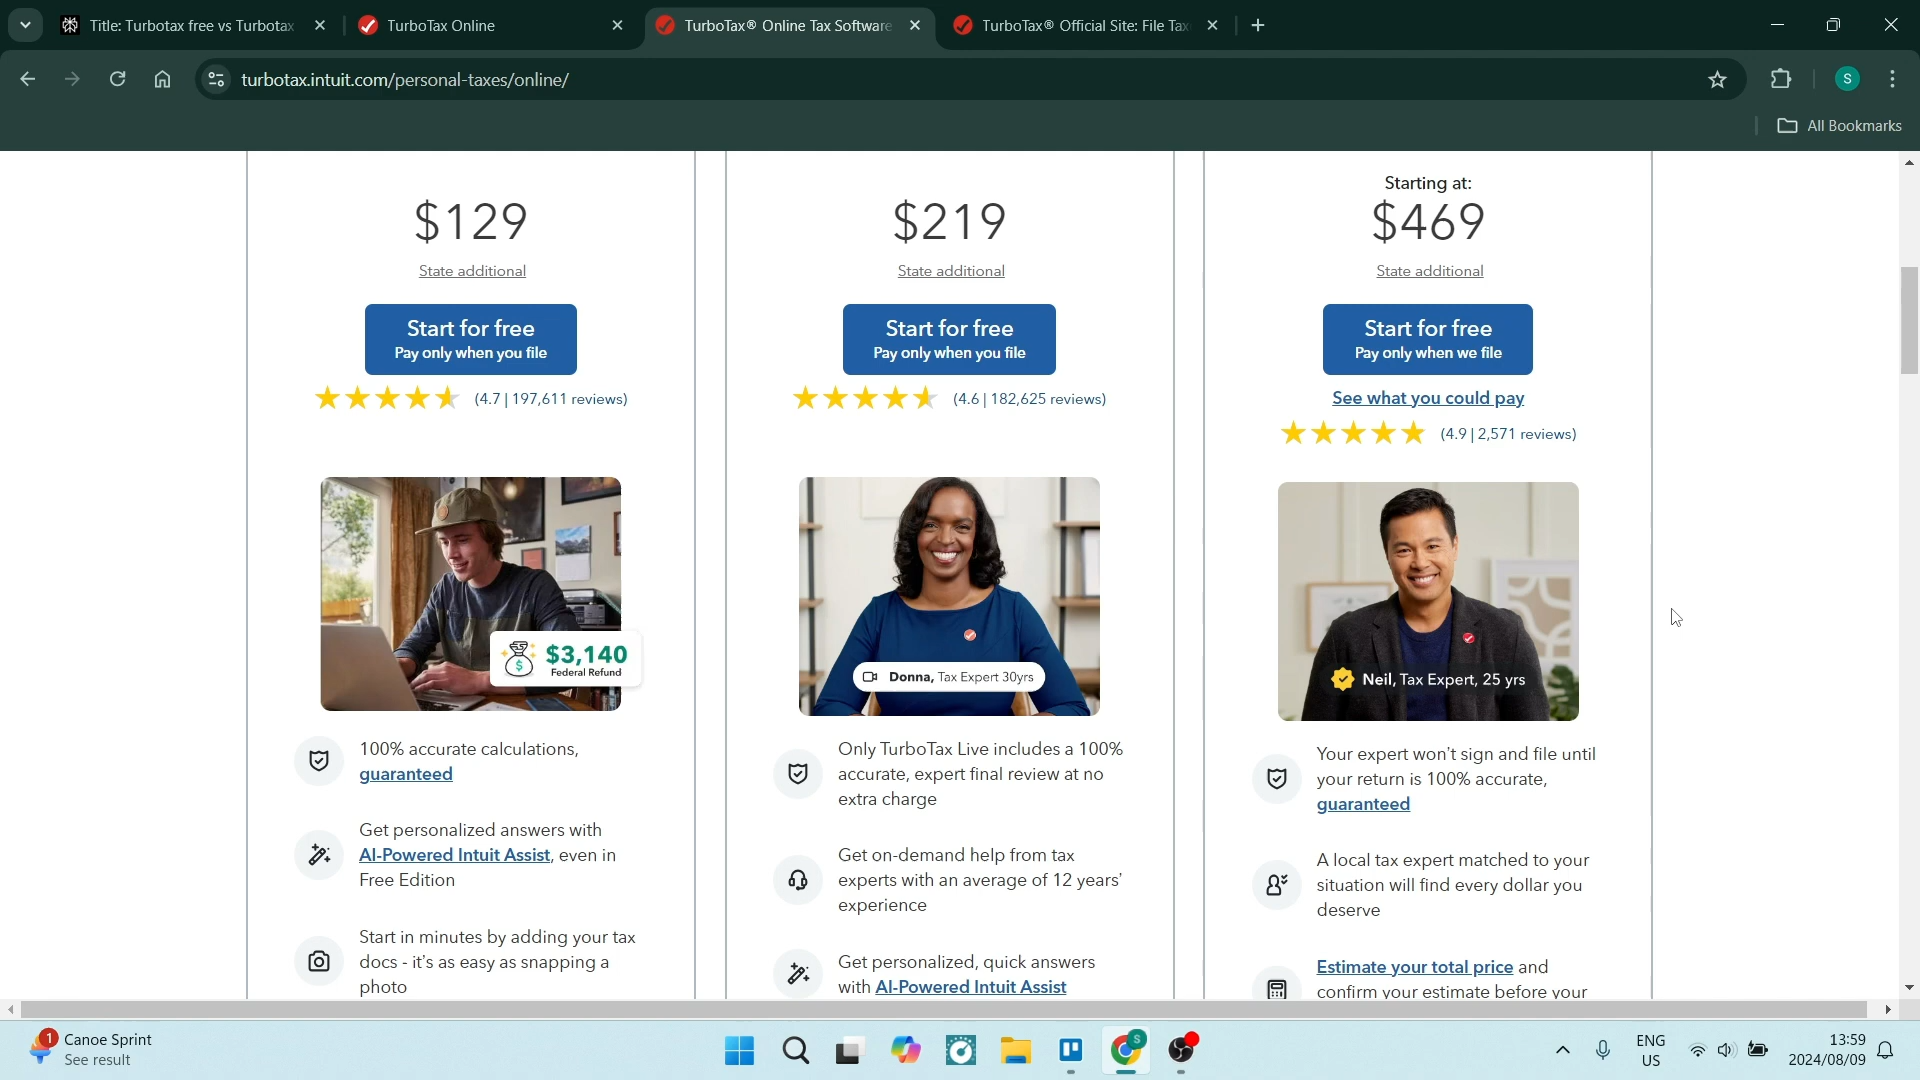 Title: Turbotax free vs Turbotax
TurboTax Online
TurboTax® Online Tax Software
TurboTax® Official Site: File Tax
turbotax.intuit.com/personal-taxes/online/
S
All Bookmarks
$129
State additional
Start for free
Pay only when you file
(4.7 | 197,611 reviews)
$3,140
Federal Refund
100% accurate calculations,
guaranteed
Get personalized answers with
AI-Powered Intuit Assist, even in
Free Edition
Start in minutes by adding your tax
docs - it's as easy as snapping a
photo
$219
State additional
Start for free
Pay only when you file
(4.6 | 182,625 reviews)
Donna, Tax Expert 30yrs
Only TurboTax Live includes a 100%
accurate, expert final review at no
extra charge
Get on-demand help from tax
experts with an average of 12 years'
experience
Get personalized, quick answers
with AI-Powered Intuit Assist
Starting at:
$469
State additional
Start for free
Pay only when we file
See what you could pay
(4.9 | 2,571 reviews)
Neil, Tax Expert, 25 yrs
Your expert won't sign and file until
your return is 100% accurate,
guaranteed
A local tax expert matched to your
situation will find every dollar you
deserve
Estimate your total price and
confirm your estimate before your
1
Canoe Sprint
See result
S
ENG
US
13:59
2024/08/09